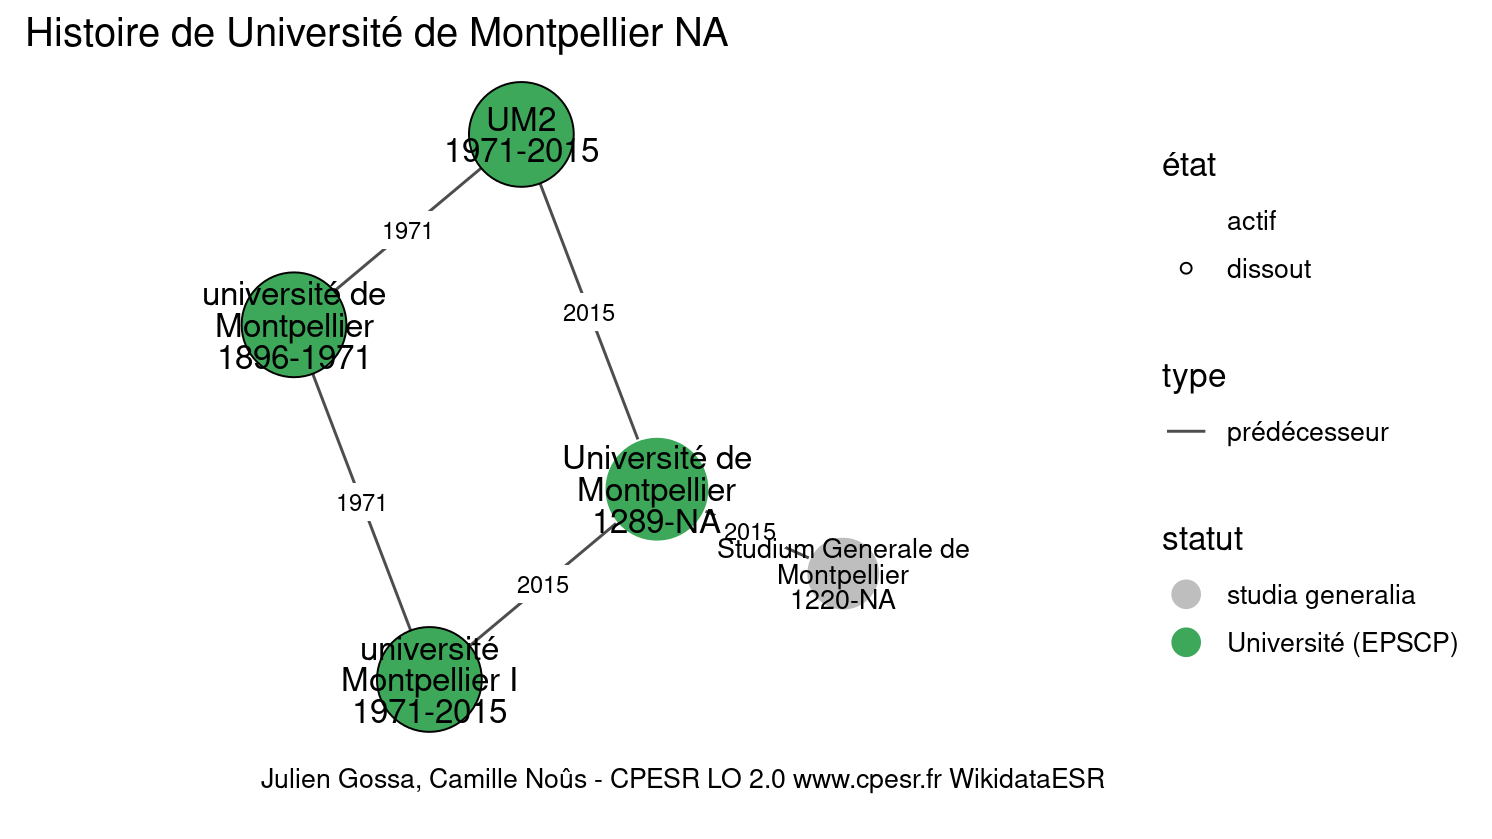 Histoire de Université de Montpellier NA
UM2
1971-2015
1971
université de
Montpellier
1896-1971
2015
Université de
Montpellier
1289-NA
1971
2015
Studium Generale de
Montpellier
1220-NA
2015
université
Montpellier I
1971-2015
état
actif
dissout
type
prédécesseur
statut
studia generalia
Université (EPSCP)
Julien Gossa, Camille Noûs - CPESR LO 2.0 www.cpesr.fr WikidataESR